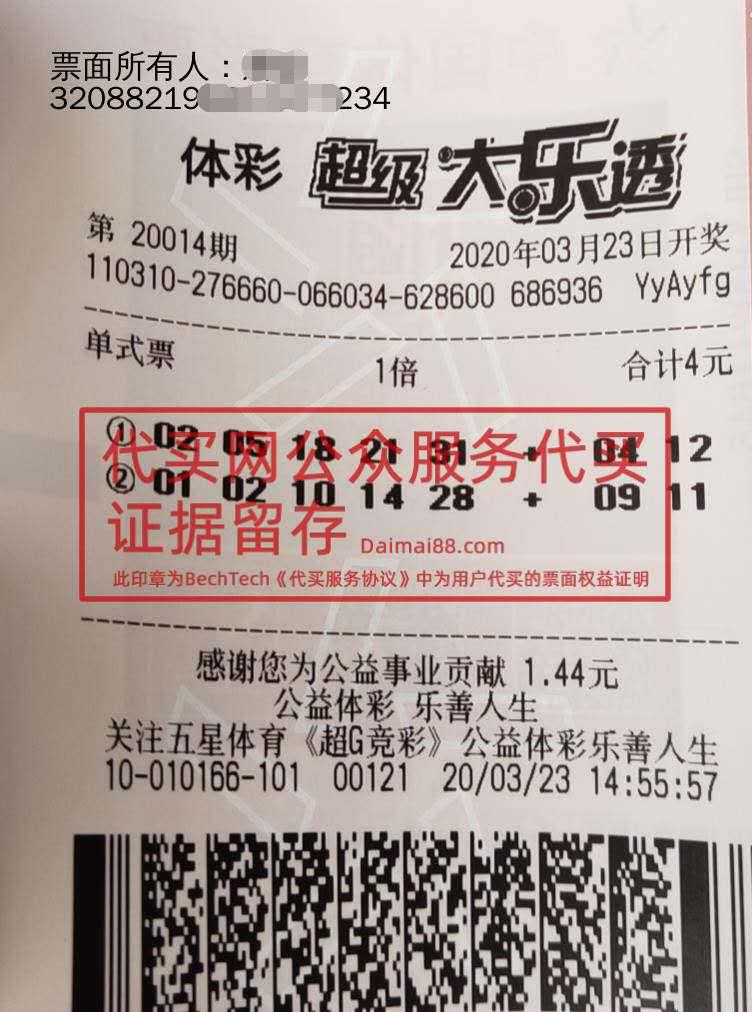 票面所有人：
32088219 234
体彩 超级大乐透
第 20014期 2020年03月23日开奖
110310-276660-066034-628600 686936 YyAyfg
单式票 1倍 合计4元
① 02 05 18 21 31 + 04 12
② 01 02 10 14 28 + 09 11
代买网公众服务代买
证据留存 Daimai88.com
此印章为BechTech《代买服务协议》中为用户代买的票面权益证明
感谢您为公益事业贡献 1.44元
公益体彩 乐善人生
关注五星体育《超G竞彩》公益体彩乐善人生
10-010166-101 00121 20/03/23 14:55:57